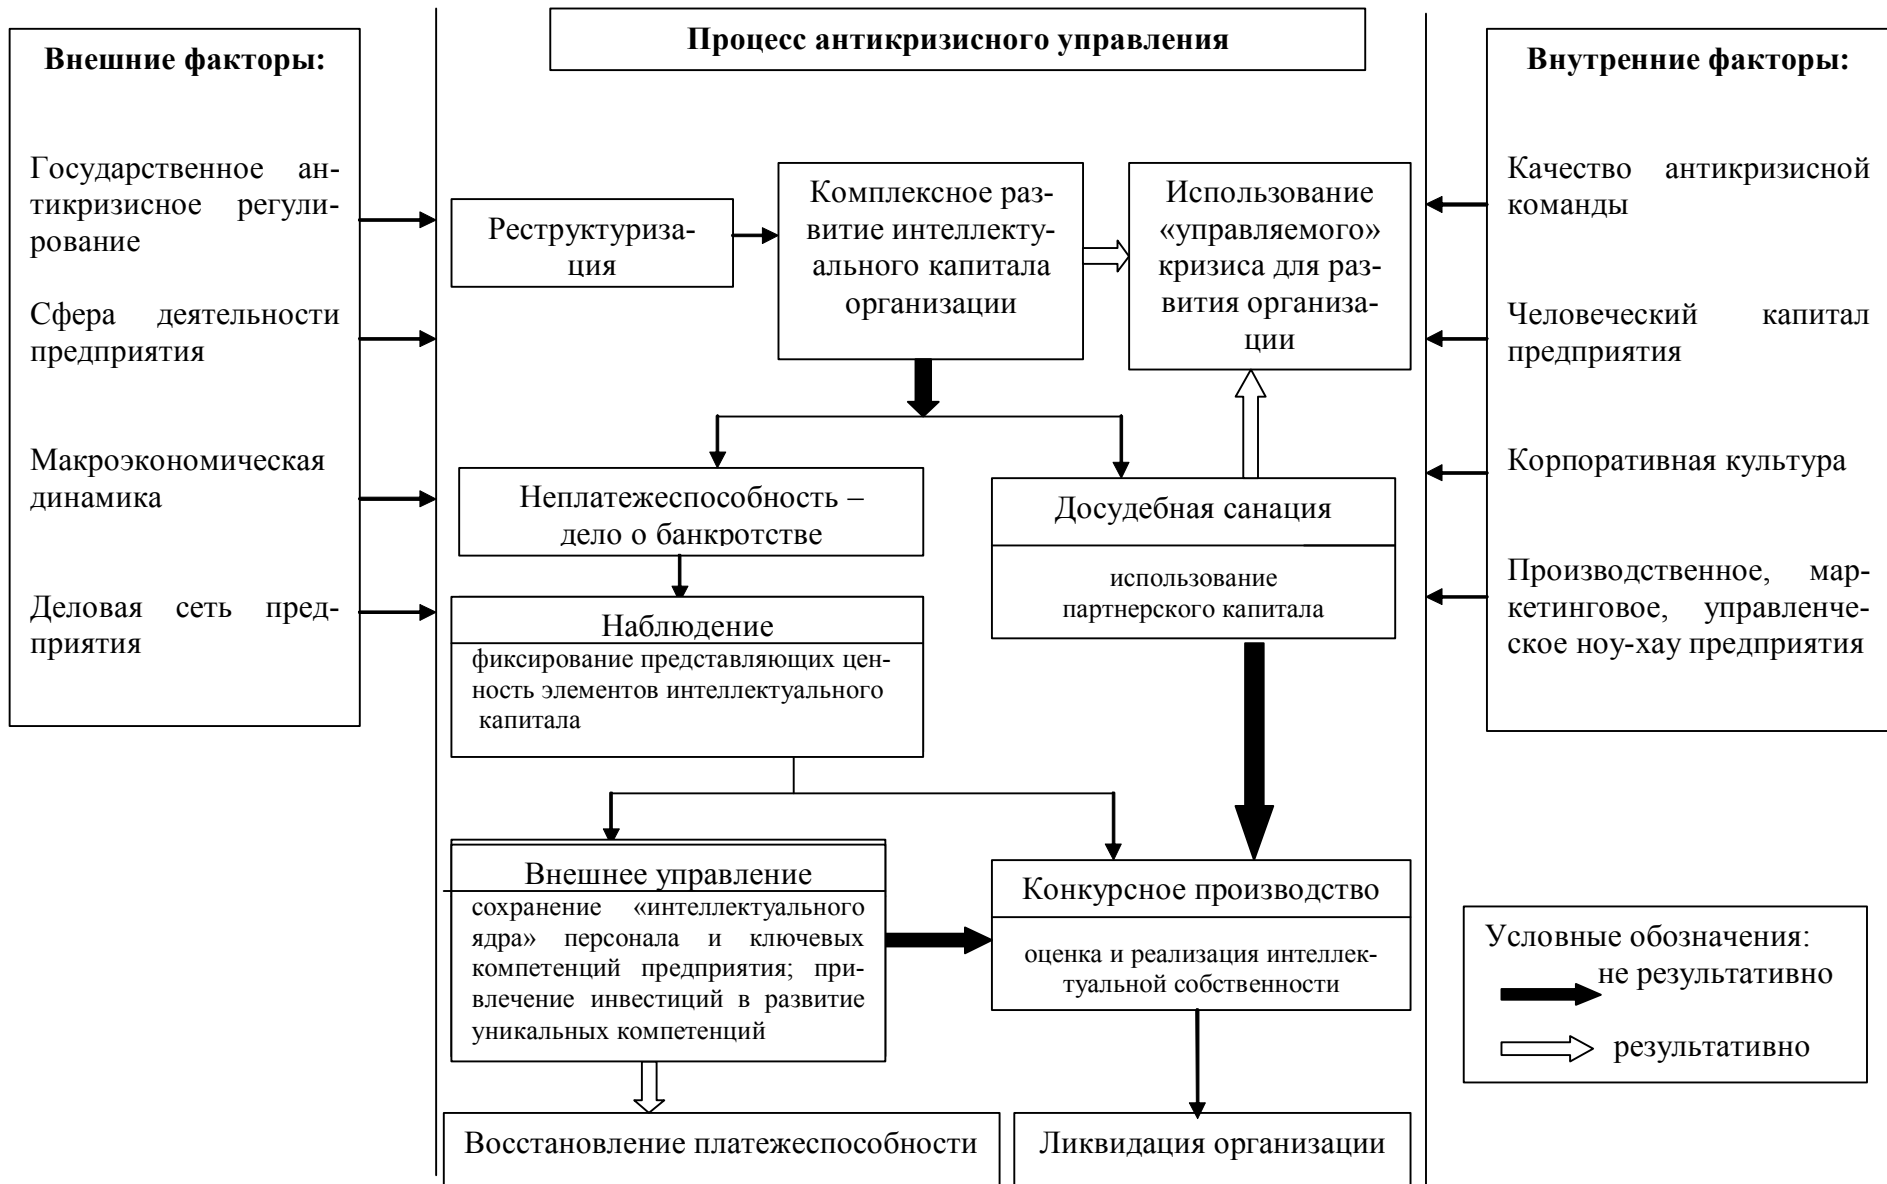 Внешние факторы:
Государственное ан-
тикризисное регули-
рование
Сфера деятельности
предприятия
Макроэкономическая
динамика
Деловая сеть пред-
приятия
Процесс антикризисного управления
Реструктуриза-
ция
Комплексное раз-
витие интеллекту-
ального капитала
организации
Использование
«управляемого»
кризиса для раз-
вития организа-
ции
Неплатежеспособность –
дело о банкротстве
Досудебная санация
использование
партнерского капитала
Наблюдение
фиксирование представляющих цен-
ность элементов интеллектуального
капитала
Внешнее управление
сохранение «интеллектуального
ядра» персонала и ключевых
компетенций предприятия; при-
влечение инвестиций в развитие
уникальных компетенций
Конкурсное производство
оценка и реализация интеллек-
туальной собственности
Восстановление платежеспособности
Ликвидация организации
Внутренние факторы:
Качество антикризисной
команды
Человеческий капитал
предприятия
Корпоративная культура
Производственное, мар-
кетинговое, управленче-
ское ноу-хау предприятия
Условные обозначения:
не результативно
результативно